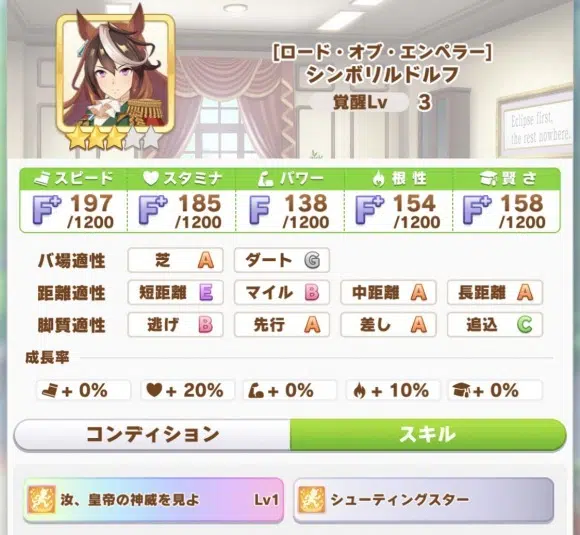 [ロード・オブ・エンペラー]
シンボリルドルフ
覚醒Lv 3
Eclipse first,
the rest nowhere.
スピード スタミナ パワー 根性 賢さ
F+ 197 F+ 185 F 138 F+ 154 F+ 158
/1200 /1200 /1200 /1200 /1200
バ場適性 芝 A ダート G
距離適性 短距離 E マイル B 中距離 A 長距離 A
脚質適性 逃げ B 先行 A 差し A 追込 C
成長率
+ 0% + 20% + 0% + 10% + 0%
コンディション スキル
汝、皇帝の神威を見よ Lv1 シューティングスター